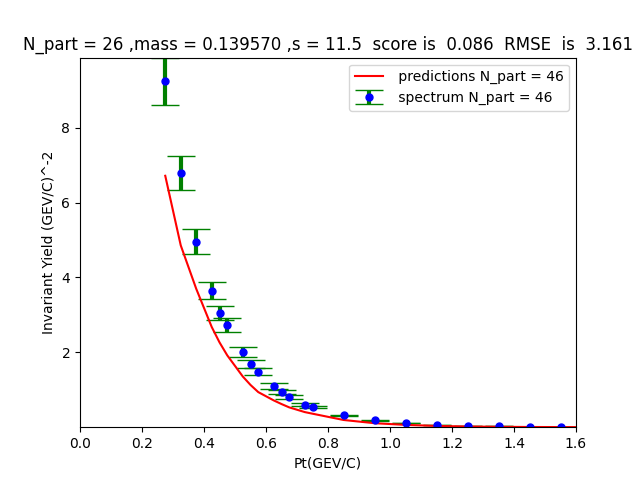 N_part = 26 ,mass = 0.139570 ,s = 11.5  score is  0.086  RMSE  is  3.161
predictions N_part = 46
spectrum N_part = 46
Invariant Yield (GEV/C)^-2
8
6
4
2
0.0 0.2 0.4 0.6 0.8 1.0 1.2 1.4 1.6
Pt(GEV/C)